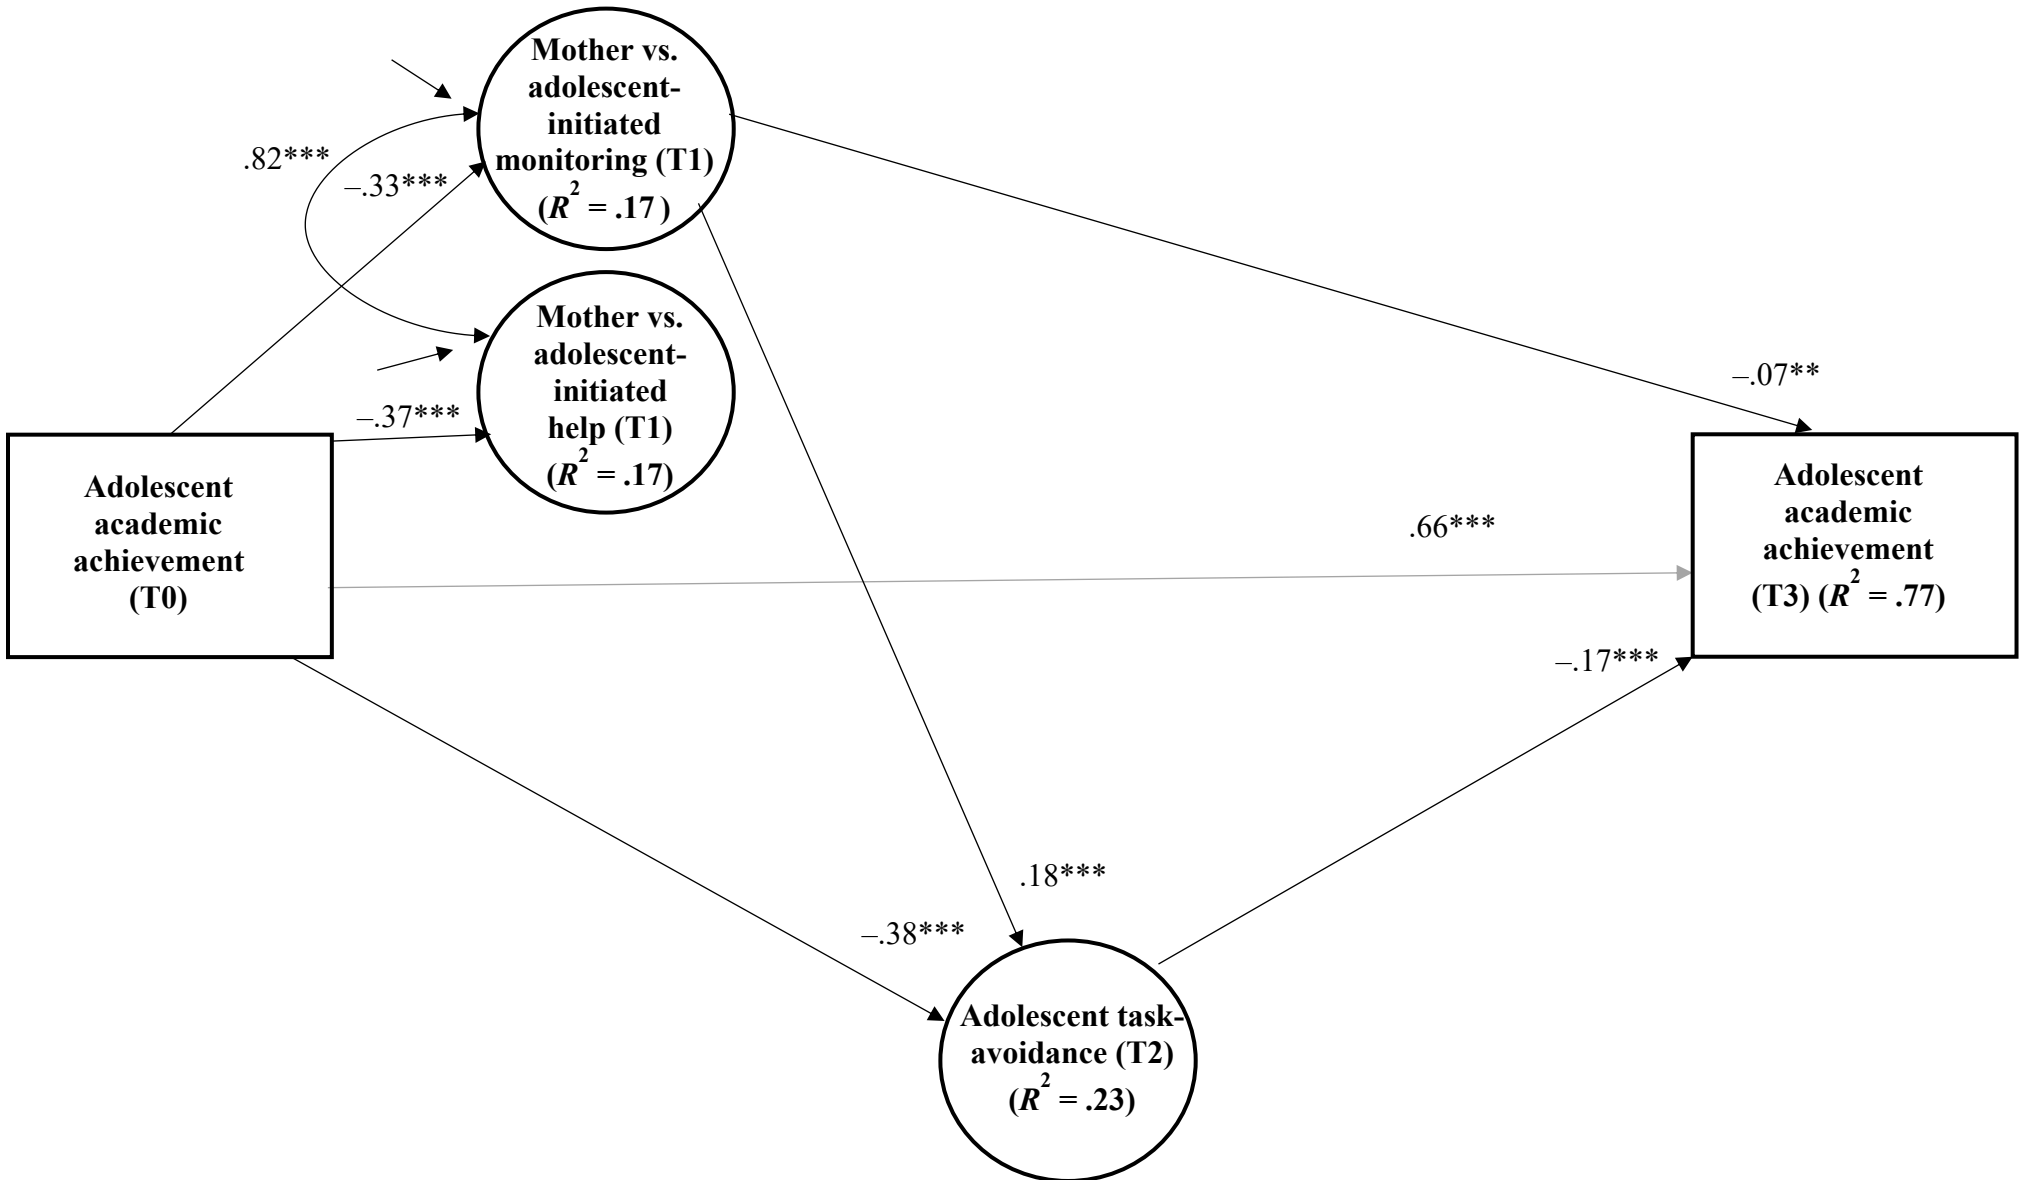 Mother vs.
adolescent-
initiated
monitoring (T1)
(R² = .17 )
.82***
–.33***
Mother vs.
adolescent-
initiated
help (T1)
(R² = .17)
–.37***
–.07**
Adolescent
academic
achievement
(T0)
Adolescent
academic
achievement
(T3) (R² = .77)
.66***
–.17***
.18***
–.38***
Adolescent task-
avoidance (T2)
(R² = .23)